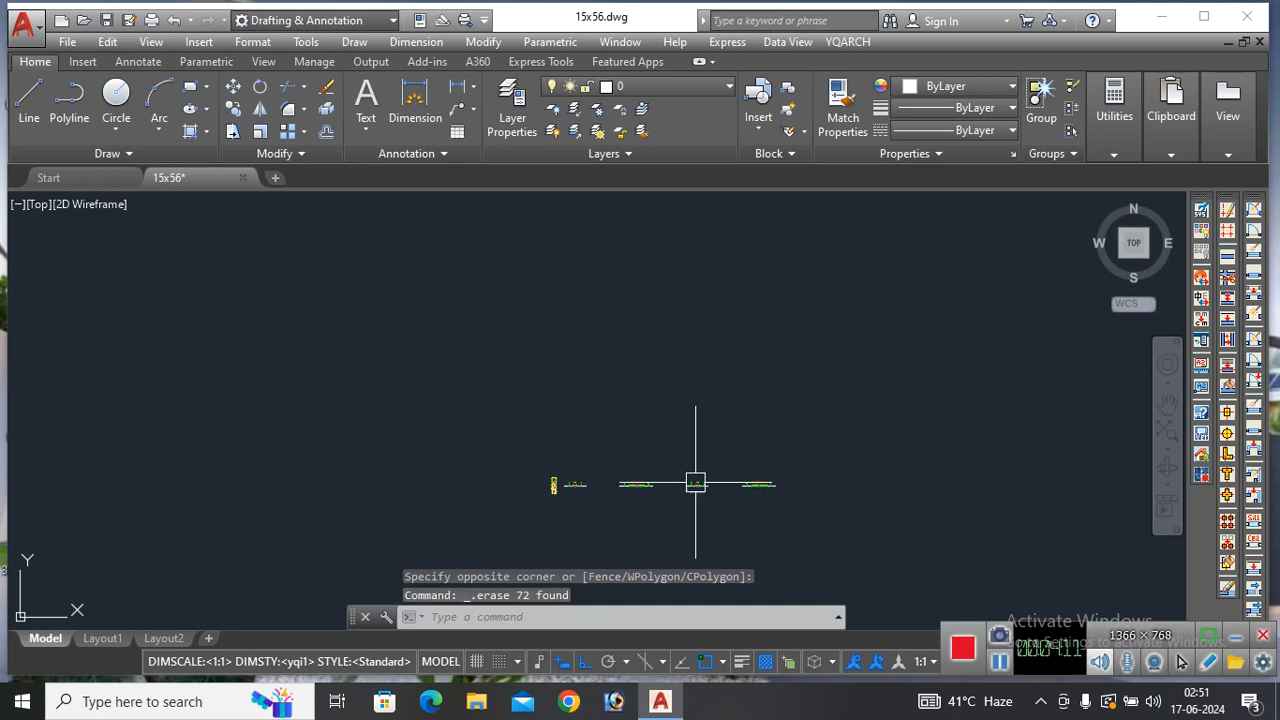 Drafting & Annotation
15x56.dwg
Type a keyword or phrase
Sign In
File Edit View Insert Format Tools Draw Dimension Modify Parametric Window Help Express Data View YQARCH
Home Insert Annotate Parametric View Manage Output Add-ins A360 Express Tools Featured Apps
0
ByLayer
Line Polyline Circle Arc Text Dimension Layer Properties Insert Match Properties ByLayer Group Utilities Clipboard View
ByLayer
Draw Modify Annotation Layers Block Properties Groups
Start 15x56*
[−][Top][2D Wireframe]
N
W TOP E
S
WCS
Y
X
Specify opposite corner or [Fence/WPolygon/CPolygon]:
Command: _.erase 72 found
Type a command
Activate Windows
Model Layout1 Layout2 +
1366 × 768
DIMSCALE:<1:1> DIMSTY:<yqi1> STYLE:<Standard> MODEL 1:1
Type here to search
41°C Haze
02:51
17-06-2024